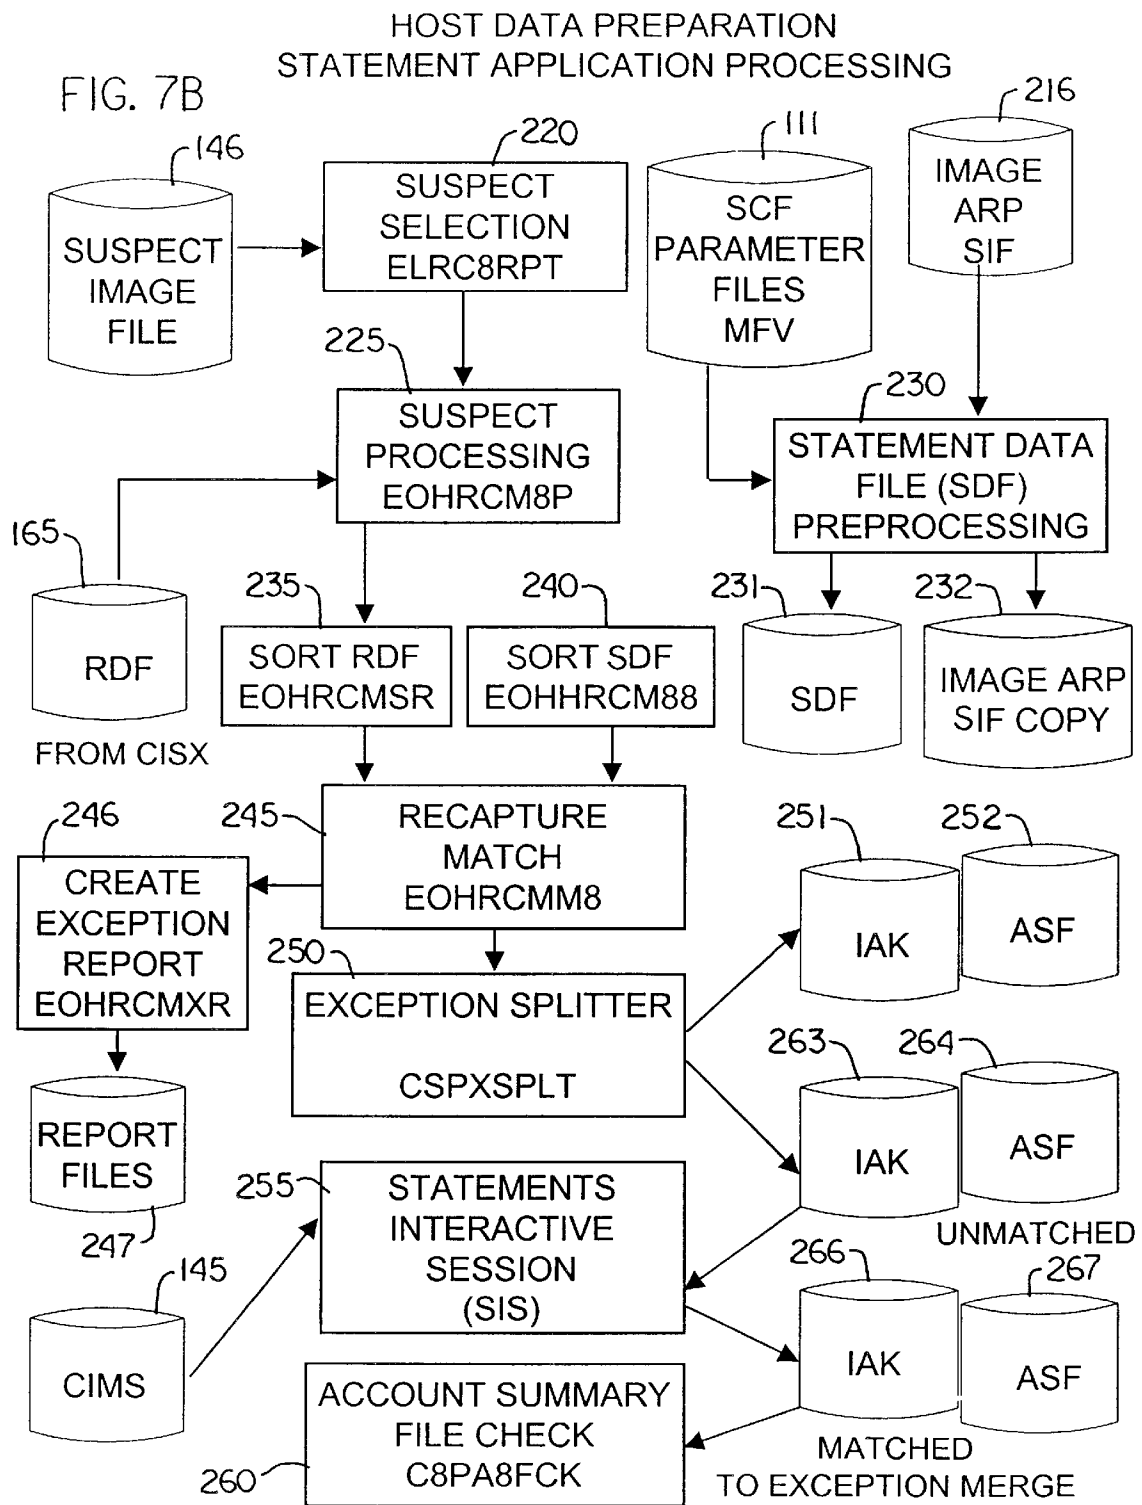 HOST DATA PREPARATION
STATEMENT APPLICATION PROCESSING
FIG. 7B
146
SUSPECT
IMAGE
FILE
220
SUSPECT
SELECTION
ELRC8RPT
111
SCF
PARAMETER
FILES
MFV
216
IMAGE
ARP
SIF
225
SUSPECT
PROCESSING
EOHRCM8P
230
STATEMENT DATA
FILE (SDF)
PREPROCESSING
165
RDF
FROM CISX
235
SORT RDF
EOHRCMSR
240
SORT SDF
EOHHRCM88
231
SDF
232
IMAGE ARP
SIF COPY
246
CREATE
EXCEPTION
REPORT
EOHRCMXR
245
RECAPTURE
MATCH
EOHRCMM8
251
IAK
252
ASF
250
EXCEPTION SPLITTER
CSPXSPLT
263
IAK
264
ASF
UNMATCHED
REPORT
FILES
247
255
STATEMENTS
INTERACTIVE
SESSION
(SIS)
266
IAK
267
ASF
145
CIMS
ACCOUNT SUMMARY
FILE CHECK
C8PA8FCK
260
MATCHED
TO EXCEPTION MERGE